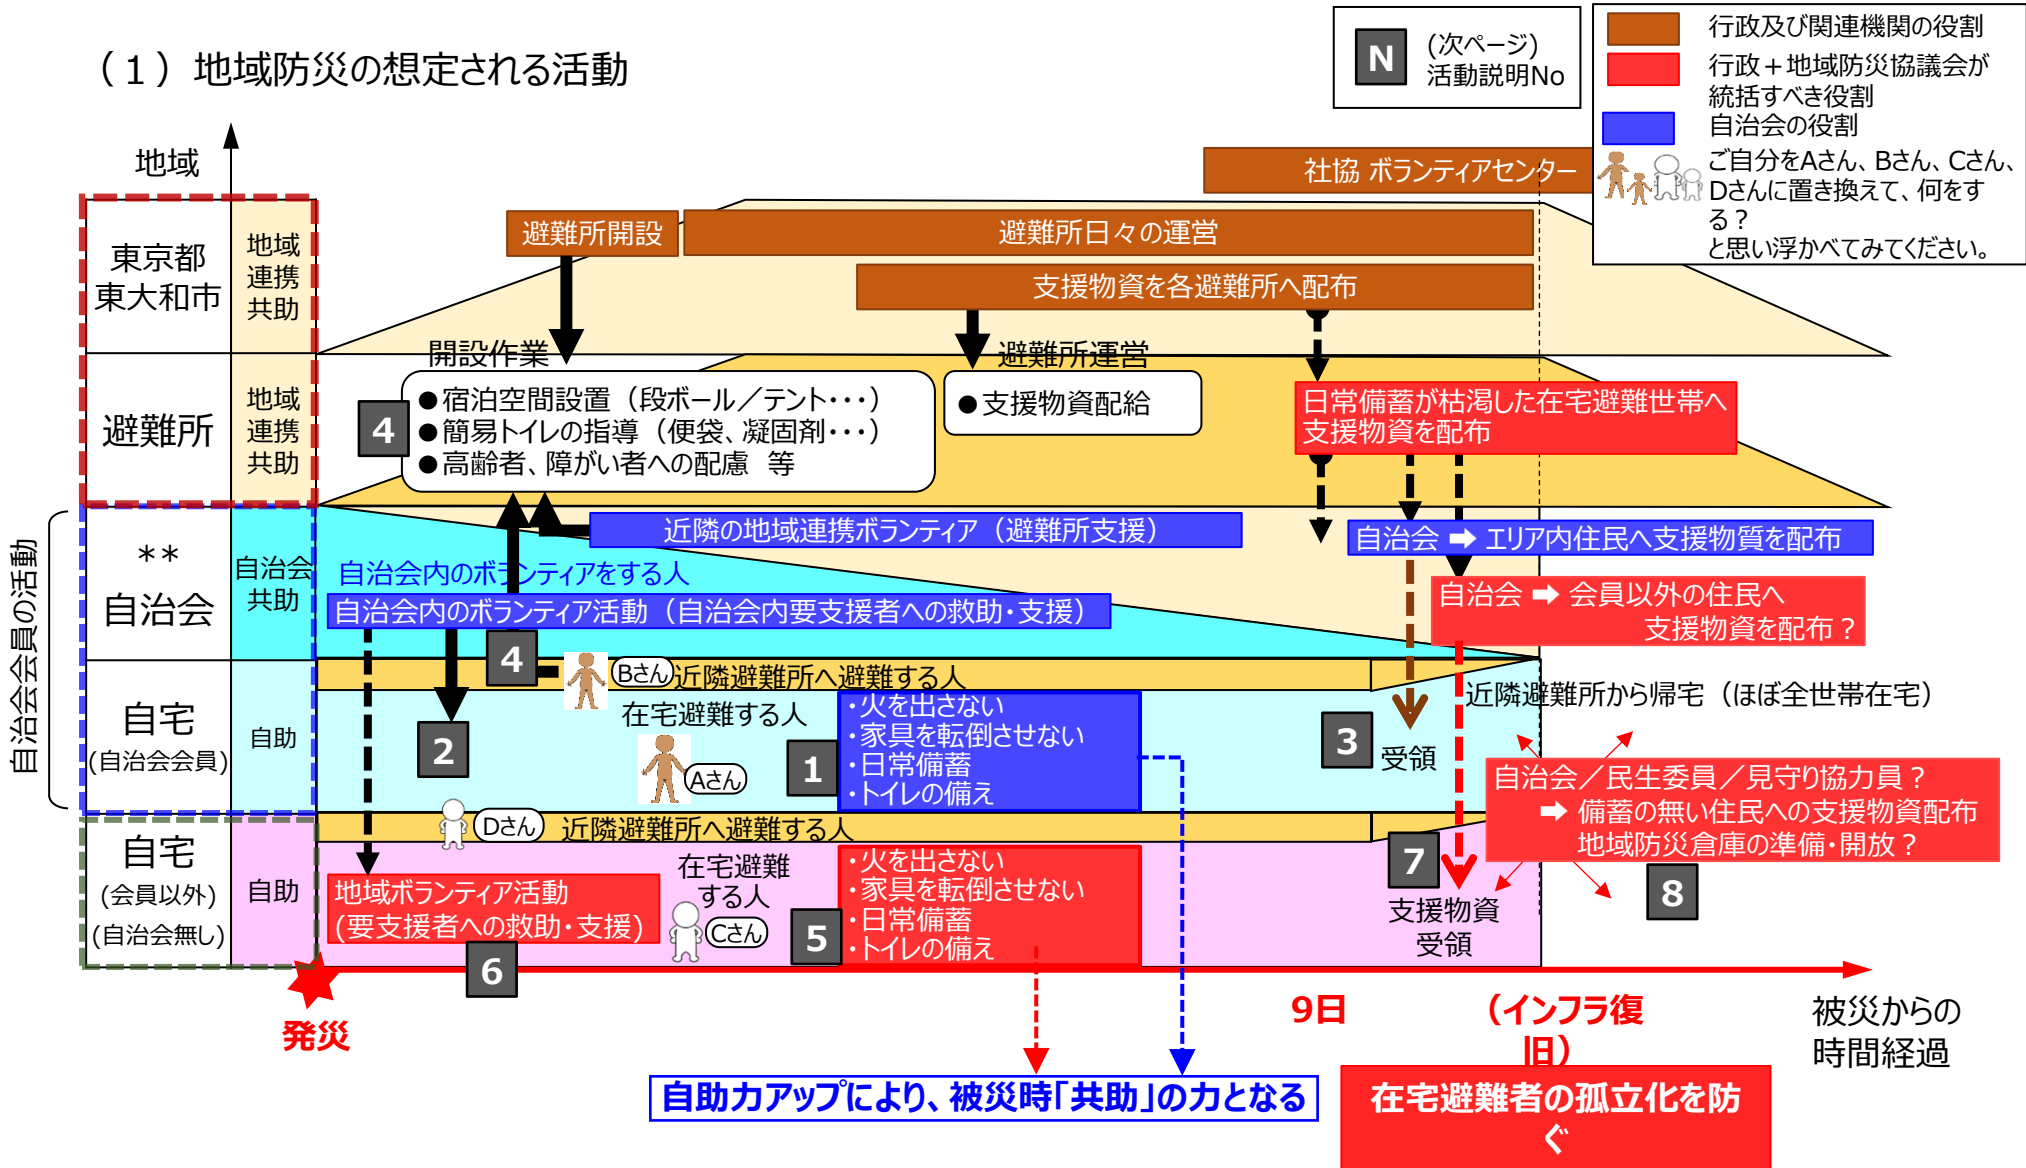 (1)地域防災の想定される活動
N
(次ページ)
活動説明No
行政及び関連機関の役割
行政+地域防災協議会が
統括すべき役割
自治会の役割
ご自分をAさん、Bさん、Cさん、
Dさんに置き換えて、何をす
る?
と思い浮かべてみてください。
地域
社協 ボランティアセンター
東京都
東大和市
地域
連携
共助
避難所開設
避難所日々の運営
支援物資を各避難所へ配布
避難所
地域
連携
共助
開設作業
4
●宿泊空間設置(段ボール/テント・・・)
●簡易トイレの指導(便袋、凝固剤・・・)
●高齢者、障がい者への配慮 等
避難所運営
●支援物資配給
日常備蓄が枯渇した在宅避難世帯へ
支援物資を配布
自治会会員の活動
**
自治会
自治会
共助
近隣の地域連携ボランティア(避難所支援)
自治会 ➡ エリア内住民へ支援物質を配布
自治会内のボランティアをする人
自治会内のボランティア活動(自治会内要支援者への救助・支援)
自治会 ➡ 会員以外の住民へ
支援物資を配布?
4
自宅
(自治会会員)
自助
Bさん
近隣避難所へ避難する人
近隣避難所から帰宅(ほぼ全世帯在宅)
2
在宅避難する人
Aさん
1
・火を出さない
・家具を転倒させない
・日常備蓄
・トイレの備え
3
受領
自治会/民生委員/見守り協力員?
➡ 備蓄の無い住民への支援物資配布
地域防災倉庫の準備・開放?
自宅
(会員以外)
(自治会無し)
自助
Dさん
近隣避難所へ避難する人
地域ボランティア活動
(要支援者への救助・支援)
6
在宅避難
する人
Cさん
5
・火を出さない
・家具を転倒させない
・日常備蓄
・トイレの備え
7
支援物資
受領
8
発災
9日
(インフラ復
旧)
被災からの
時間経過
自助力アップにより、被災時「共助」の力となる
在宅避難者の孤立化を防
ぐ